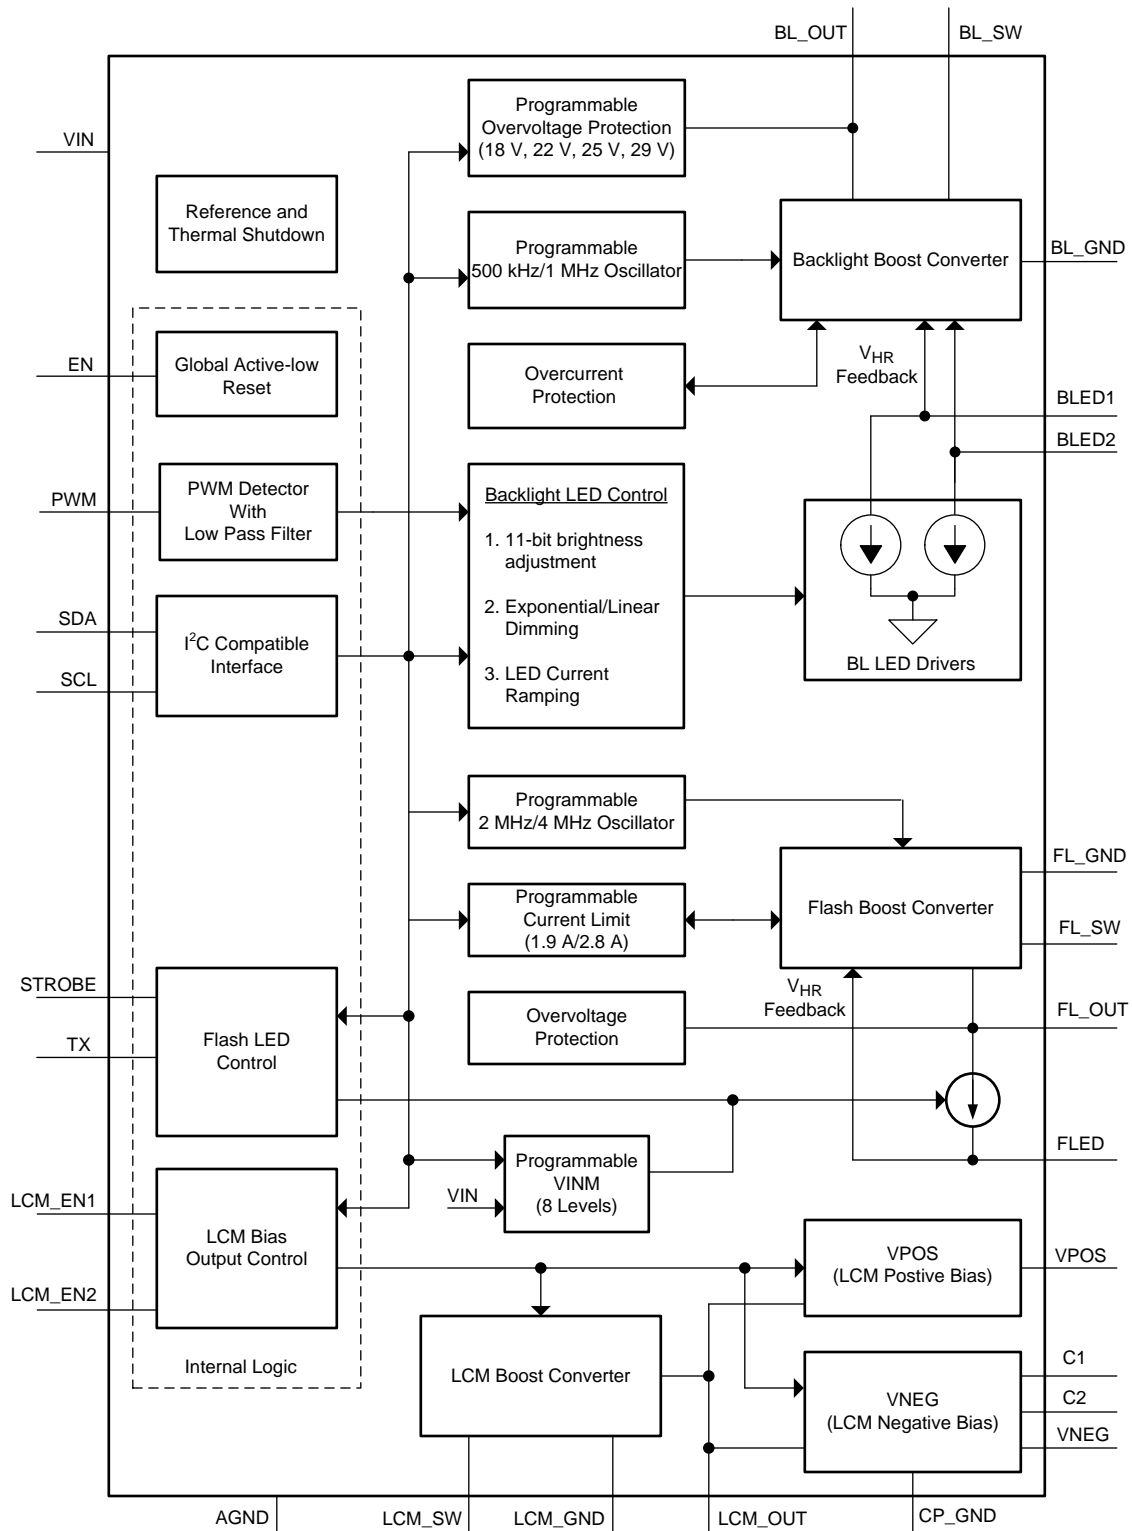 BL_OUT
BL_SW
VIN
Programmable
Overvoltage Protection
(18 V, 22 V, 25 V, 29 V)
Reference and
Thermal Shutdown
Programmable
500 kHz/1 MHz Oscillator
Backlight Boost Converter
BL_GND
EN
Global Active-low
Reset
Overcurrent
Protection
VHR
Feedback
BLED1
BLED2
PWM
PWM Detector
With
Low Pass Filter
Backlight LED Control
1. 11-bit brightness
adjustment
2. Exponential/Linear
Dimming
3. LED Current
Ramping
SDA
SCL
I2C Compatible
Interface
BL LED Drivers
Programmable
2 MHz/4 MHz Oscillator
Programmable
Current Limit
(1.9 A/2.8 A)
Flash Boost Converter
FL_GND
FL_SW
STROBE
TX
Flash LED
Control
Overvoltage
Protection
VHR
Feedback
FL_OUT
FLED
Programmable
VINM
(8 Levels)
VIN
LCM_EN1
LCM_EN2
LCM Bias
Output Control
Internal Logic
VPOS
(LCM Postive Bias)
VPOS
LCM Boost Converter
VNEG
(LCM Negative Bias)
C1
C2
VNEG
AGND
LCM_SW
LCM_GND
LCM_OUT
CP_GND